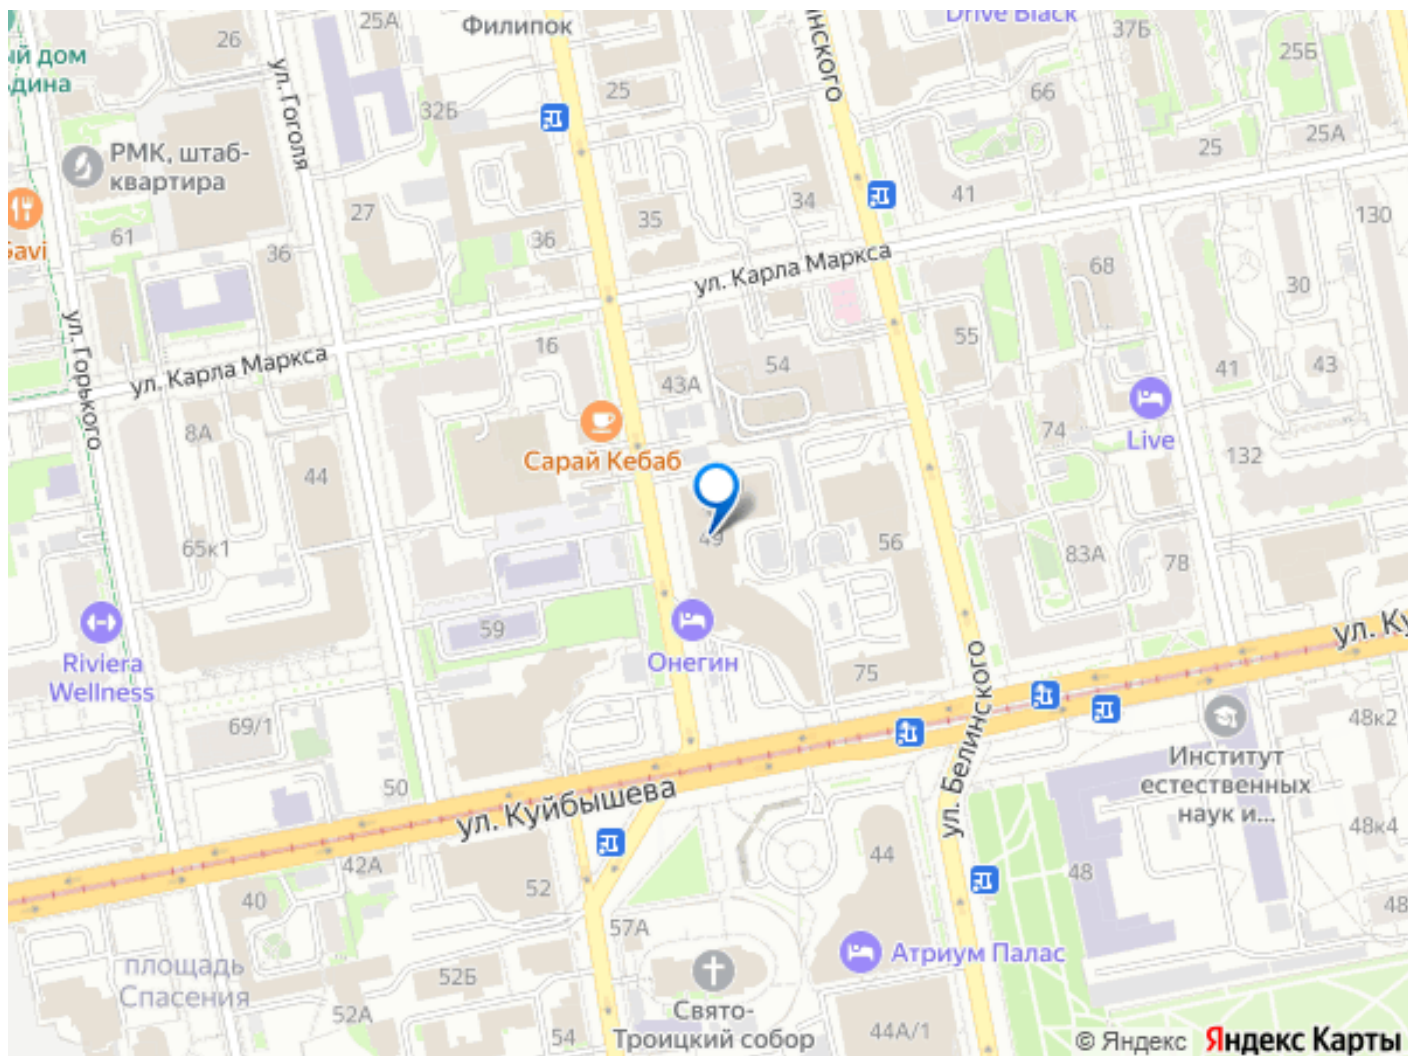 Филипок
Drive Black
25А
26
37Б
25Б
ый дом
ьдина
ул. Гоголя
32Б
25
нского
66
25А
25
РМК, штаб-
квартира
41
34
130
27
35
Savi
61
36
36
ул. Карла Маркса
68
30
ул. Горького
16
55
54
ул. Карла Маркса
43А
41
43
8А
74
Live
Сарай Кебаб
132
44
49
56
65к1
83А
78
59
Riviera
Wellness
Онегин
75
ул. Ку
ул. Белинского
69/1
48к2
Институт
естественных
наук и...
50
ул. Куйбышева
48к4
42А
44
48
40
52
48
57А
площадь
Спасения
52Б
Атриум Палас
52А
Свято-
Троицкий собор
54
44А/1
© Яндекс Яндекс Карты